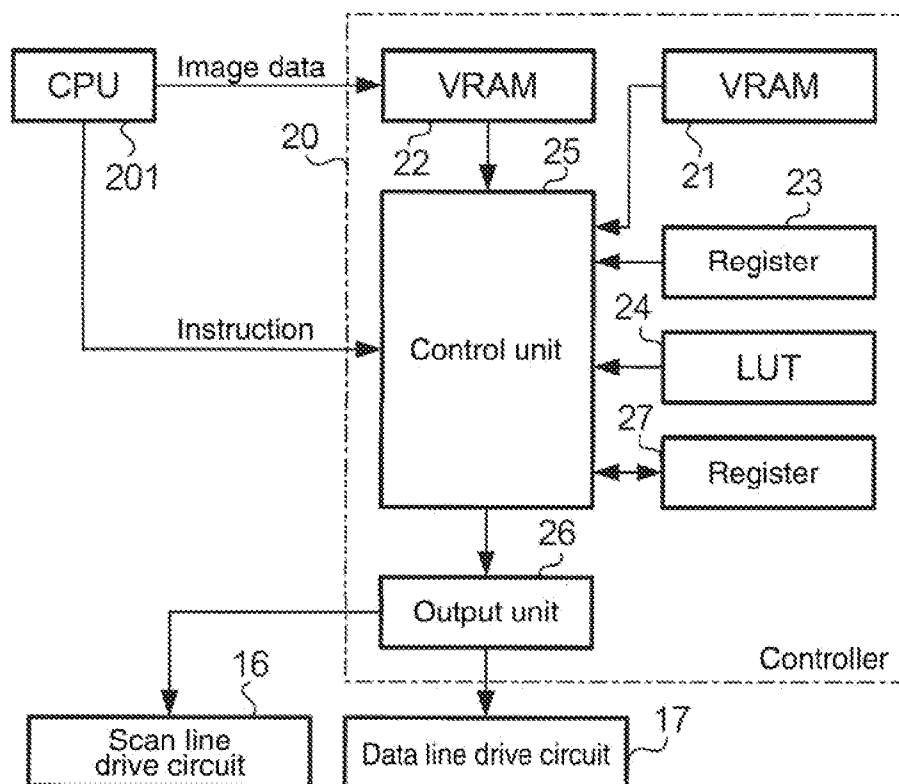 CPU
201
Image data
VRAM
22
VRAM
21
20
25
23
Register
Instruction
Control unit
24
LUT
27
Register
26
Output unit
Controller
16
Scan line
drive circuit
Data line drive circuit
17